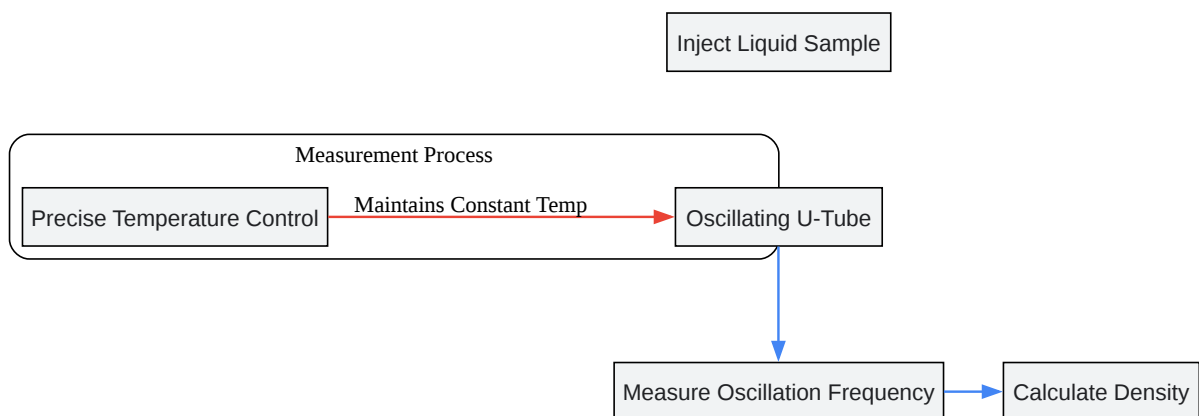 Inject Liquid Sample
Measurement Process
Precise Temperature Control
Maintains Constant Temp
Oscillating U-Tube
Measure Oscillation Frequency
Calculate Density